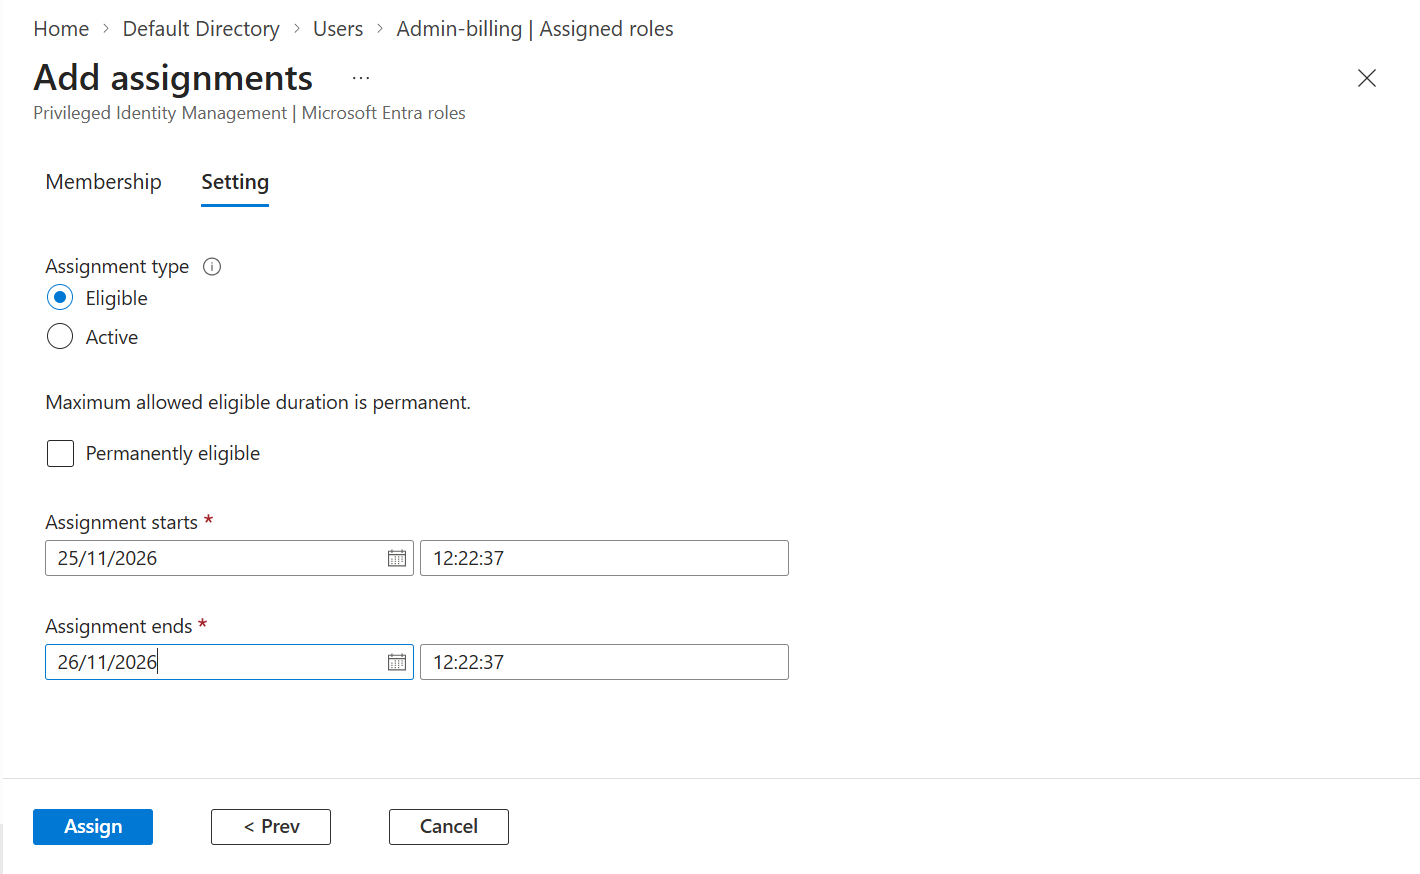 Home > Default Directory > Users > Admin-billing | Assigned roles
Add assignments ...
Privileged Identity Management | Microsoft Entra roles
Membership Setting
Assignment type
Eligible
Active
Maximum allowed eligible duration is permanent.
Permanently eligible
Assignment starts *
25/11/2026 12:22:37
Assignment ends *
26/11/2026 12:22:37
Assign < Prev Cancel